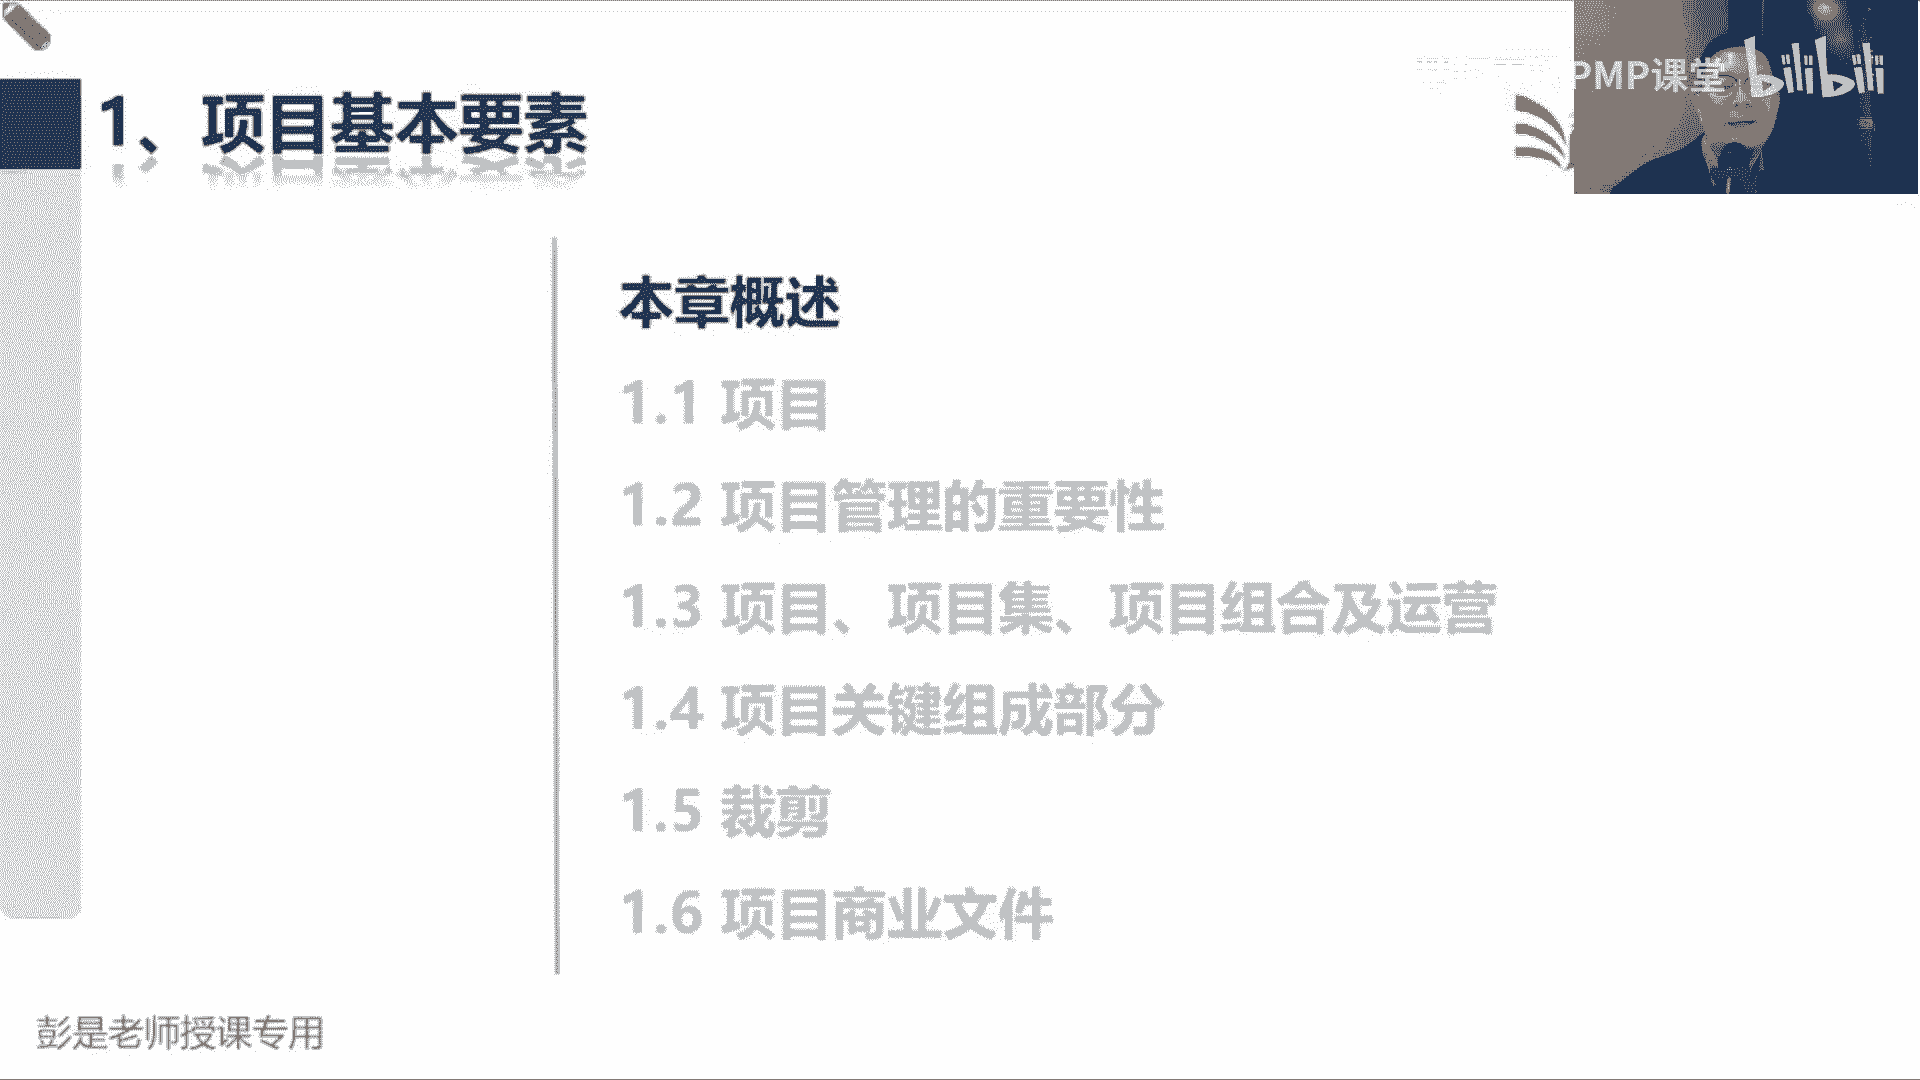 PMP课堂 bilibili
1、项目基本要素
本章概述
1.1 项目
1.2 项目管理的重要性
1.3 项目、项目集、项目组合及运营
1.4 项目关键组成部分
1.5 裁剪
1.6 项目商业文件
彭是老师授课专用